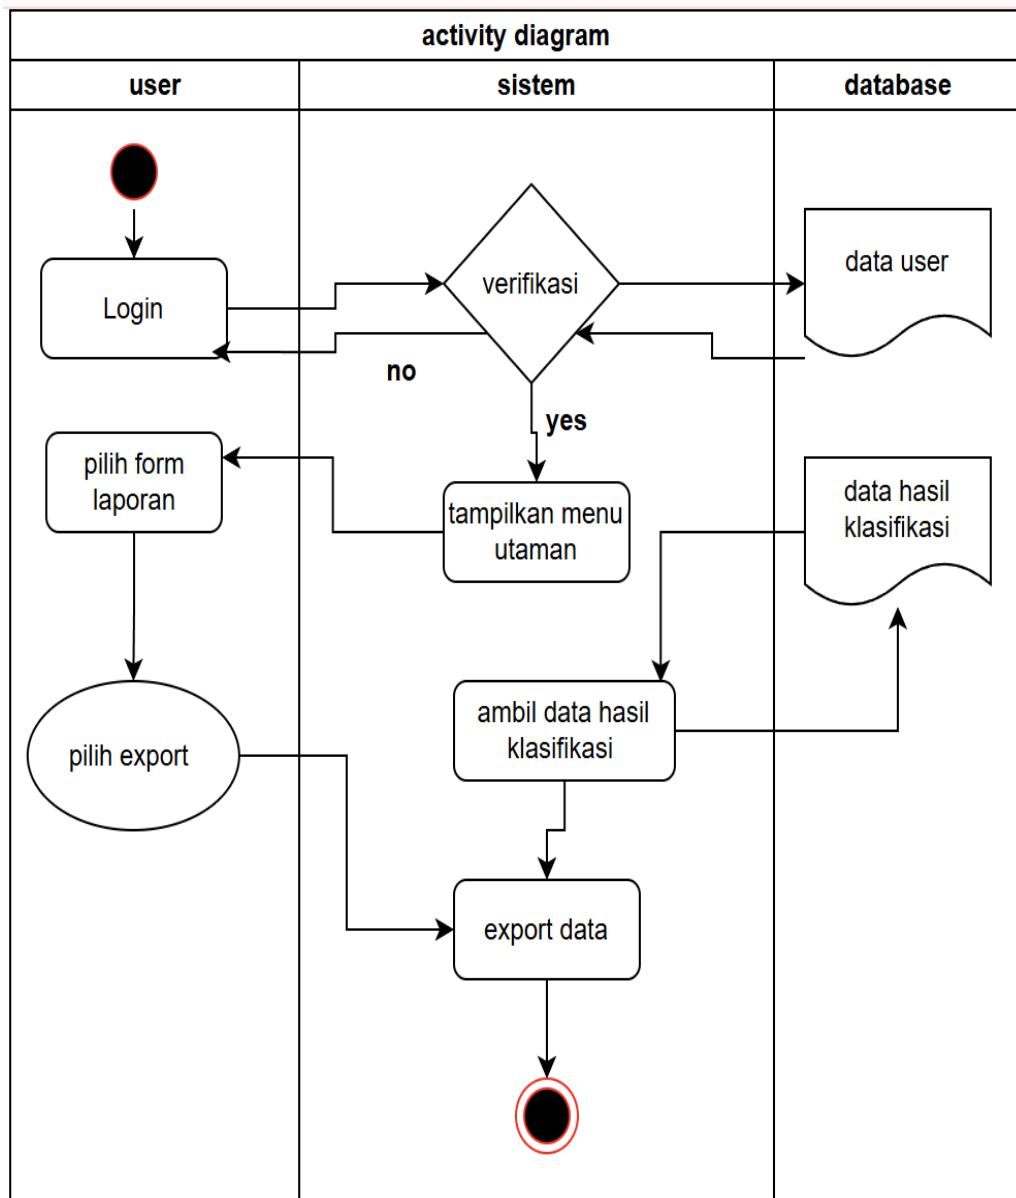 activity diagram
user
sistem
database
Login
verifikasi
data user
no
yes
pilih form
laporan
tampilkan menu
utaman
data hasil
klasifikasi
pilih export
ambil data hasil
klasifikasi
export data